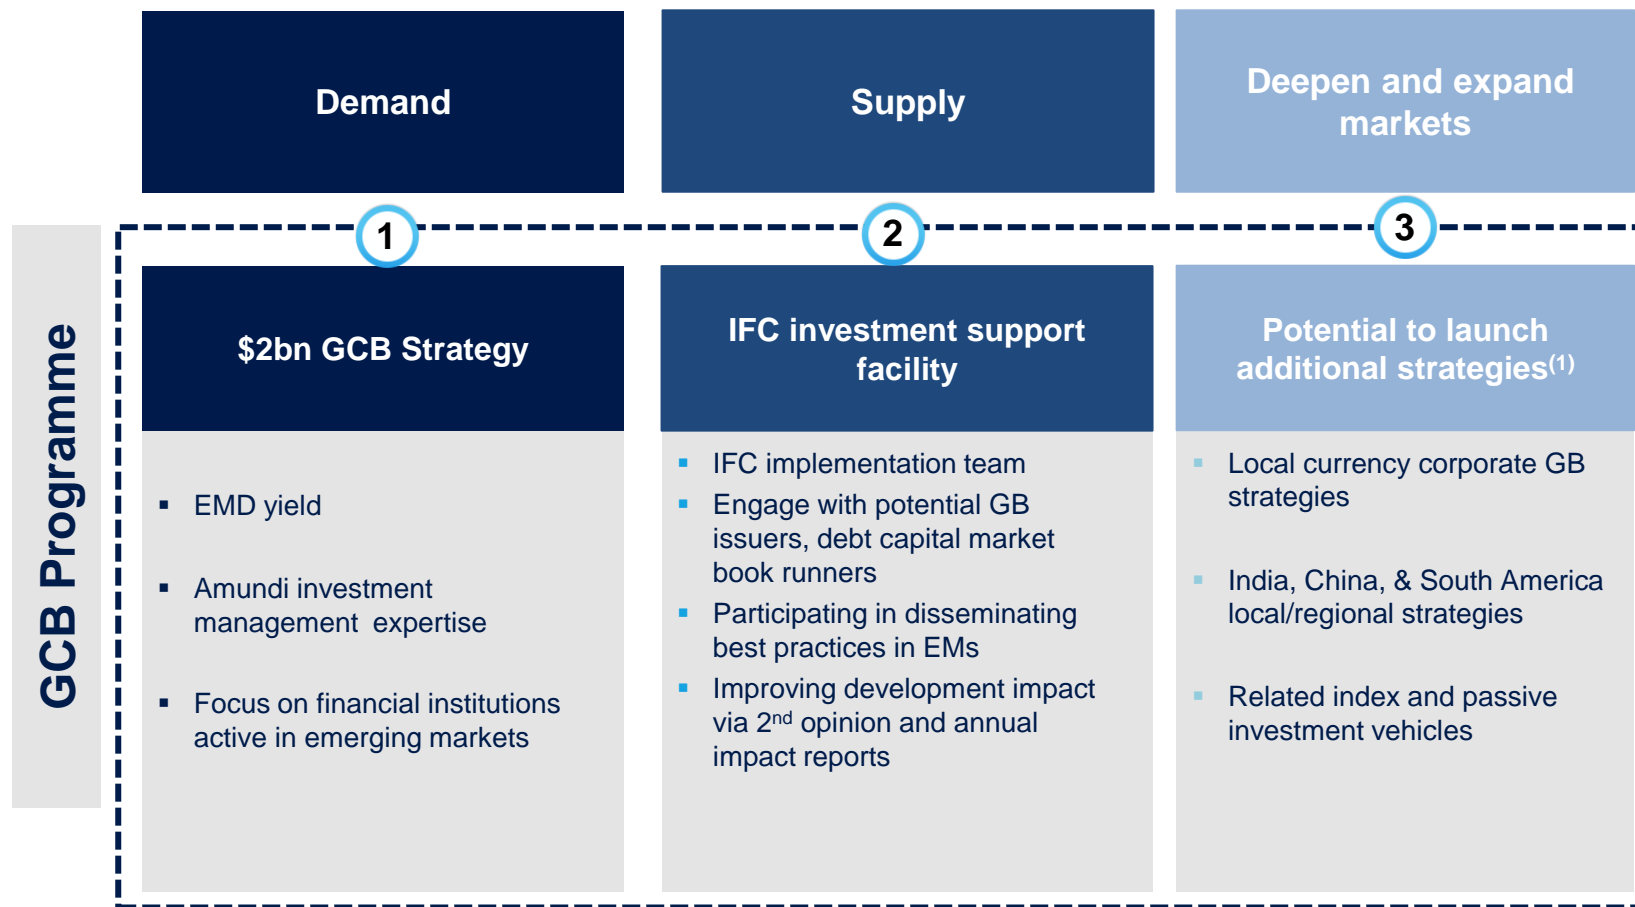 Demand
Supply
Deepen and expand
markets
1
2
3
GCB Programme
$2bn GCB Strategy
▪ EMD yield
▪ Amundi investment
management  expertise
▪ Focus on financial institutions
active in emerging markets
IFC investment support
facility
▪ IFC implementation team
▪ Engage with potential GB
issuers, debt capital market
book runners
▪ Participating in disseminating
best practices in EMs
▪ Improving development impact
via 2nd opinion and annual
impact reports
Potential to launch
additional strategies(1)
▪ Local currency corporate GB
strategies
▪ India, China, & South America
local/regional strategies
▪ Related index and passive
investment vehicles